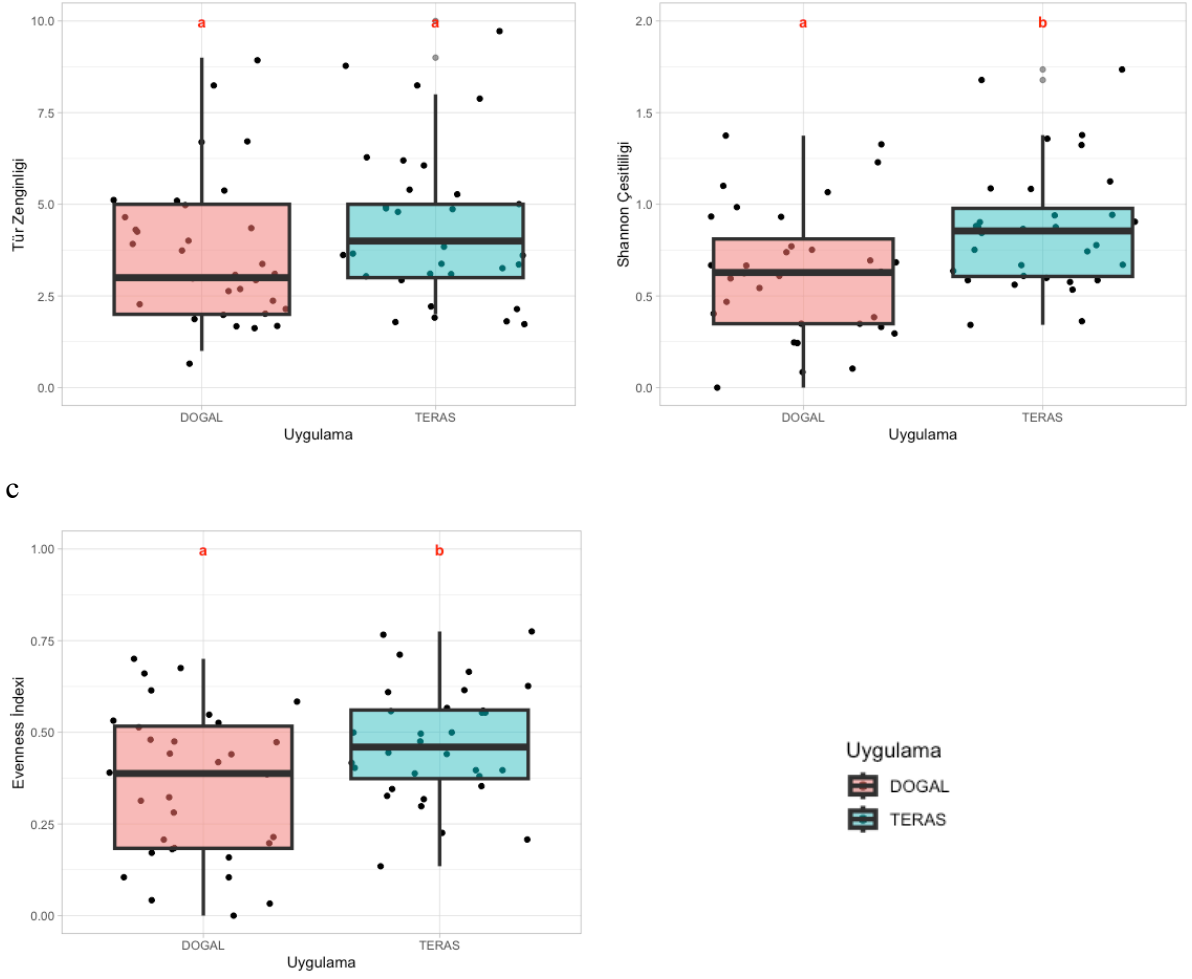 10.0
7.5
5.0
2.5
0.0
a
a
DOGAL
TERAS
Uygulama
Tür Zenginligi
2.0
1.5
1.0
0.5
0.0
a
b
DOGAL
TERAS
Uygulama
Shannon Çesitliligi
c
1.00
0.75
0.50
0.25
0.00
a
b
DOGAL
TERAS
Uygulama
Evenness İndexi
Uygulama
DOGAL
TERAS